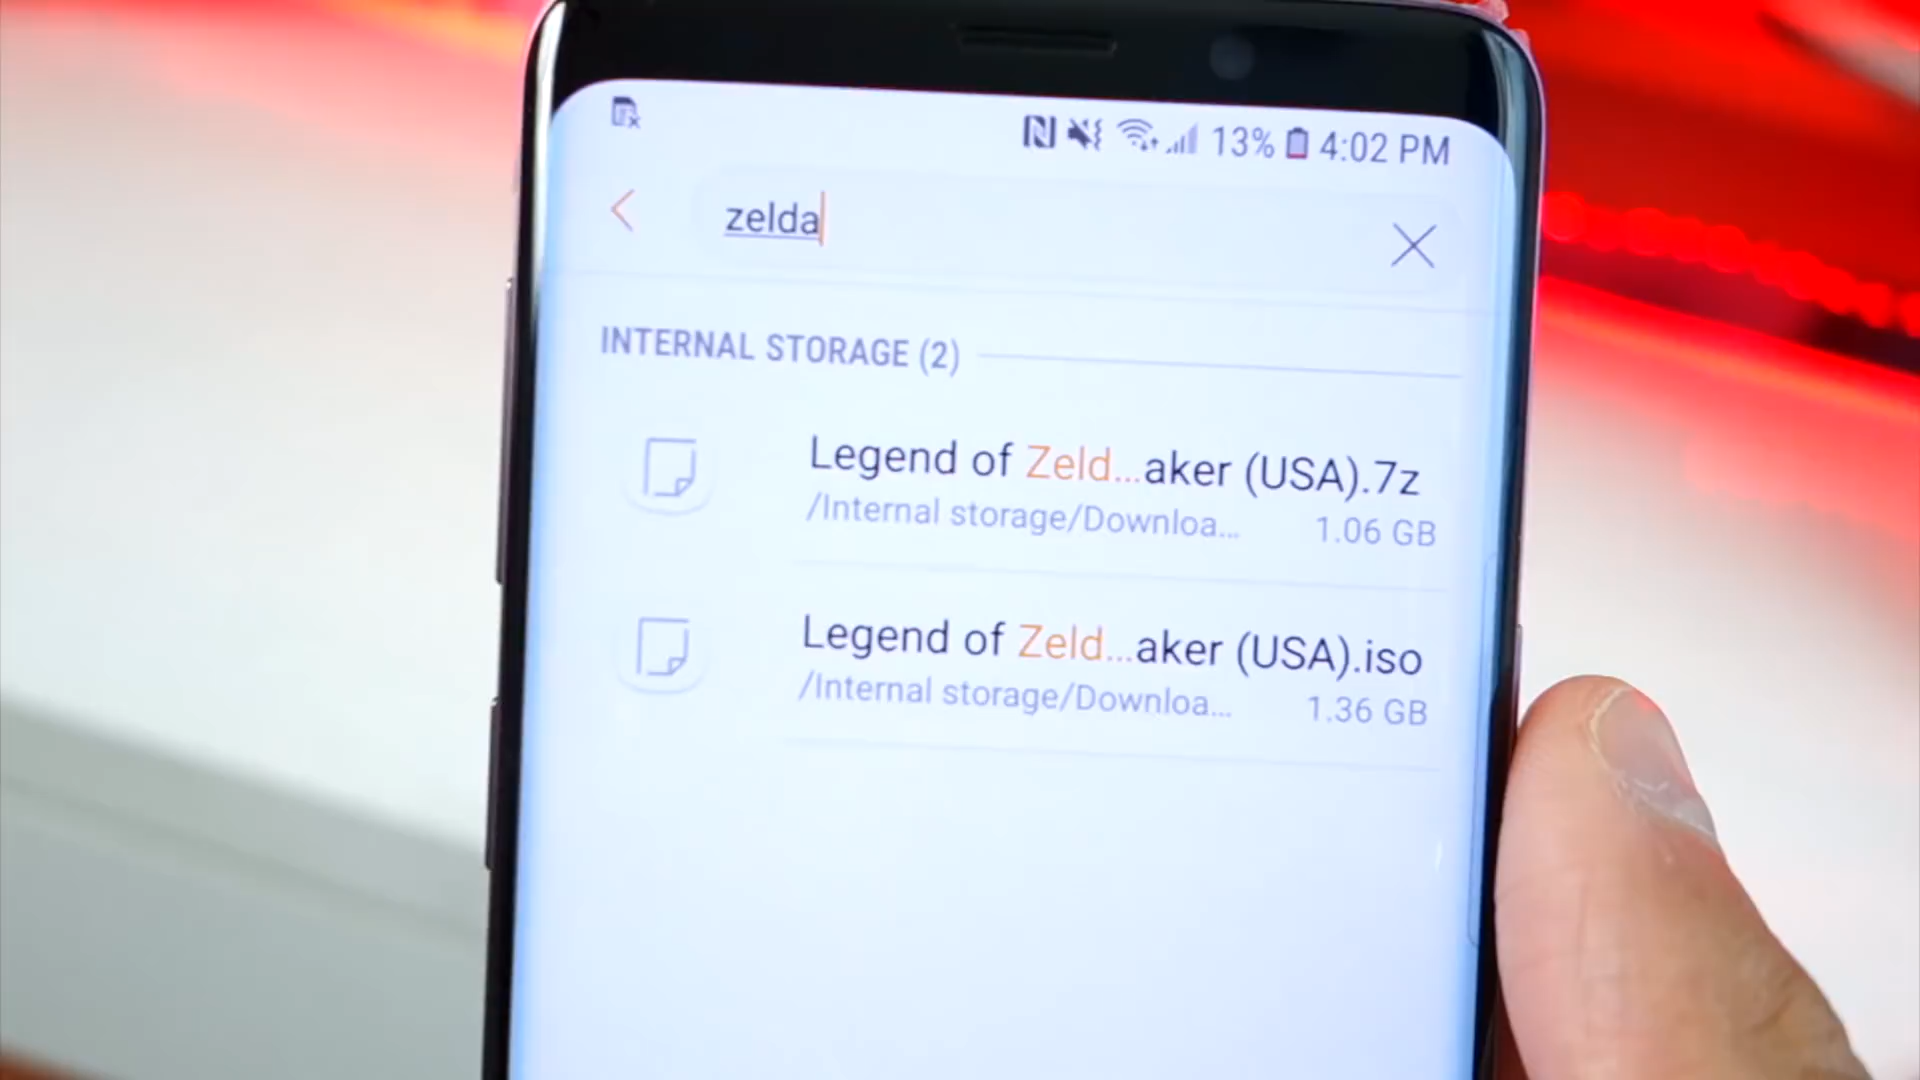 13% 4:02 PM
zelda
INTERNAL STORAGE (2)
Legend of Zeld...aker (USA).7z
/Internal storage/Downloa... 1.06 GB
Legend of Zeld...aker (USA).iso
/Internal storage/Downloa... 1.36 GB